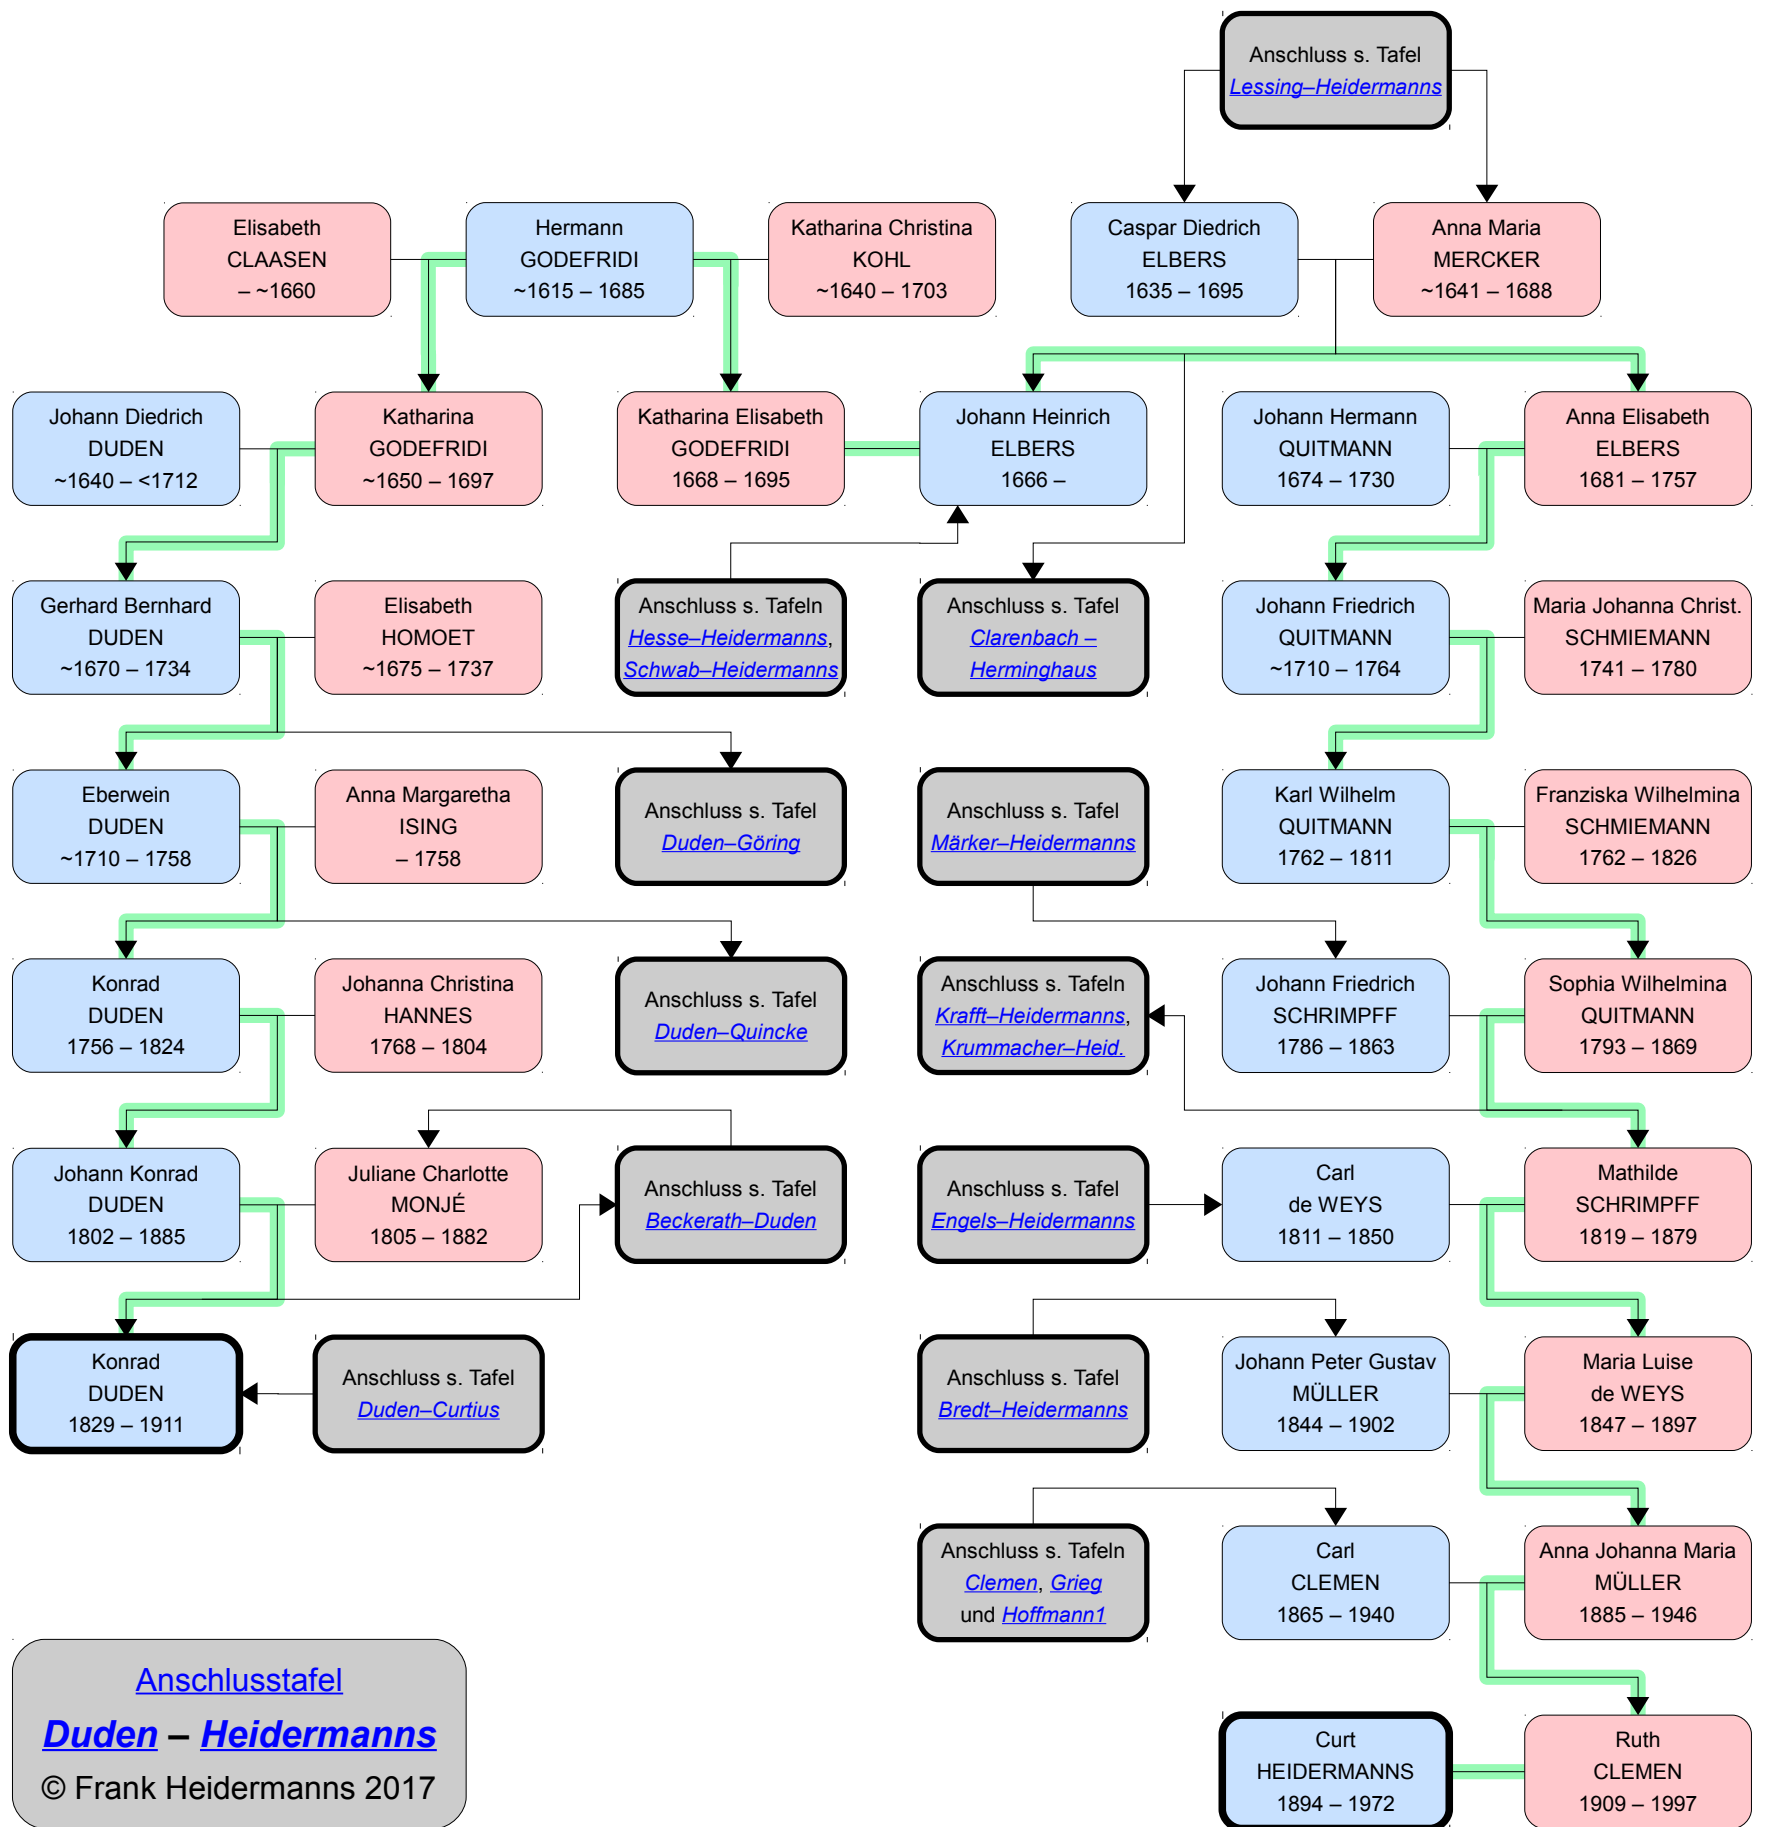 Anschluss s. Tafel
Lessing–Heidermanns
Elisabeth
CLAASEN
– ~1660
Hermann
GODEFRIDI
~1615 – 1685
Katharina Christina
KOHL
~1640 – 1703
Caspar Diedrich
ELBERS
1635 – 1695
Anna Maria
MERCKER
~1641 – 1688
Johann Diedrich
DUDEN
~1640 – <1712
Katharina
GODEFRIDI
~1650 – 1697
Katharina Elisabeth
GODEFRIDI
1668 – 1695
Johann Heinrich
ELBERS
1666 –
Johann Hermann
QUITMANN
1674 – 1730
Anna Elisabeth
ELBERS
1681 – 1757
Gerhard Bernhard
DUDEN
~1670 – 1734
Elisabeth
HOMOET
~1675 – 1737
Anschluss s. Tafeln
Hesse–Heidermanns,
Schwab–Heidermanns
Anschluss s. Tafel
Clarenbach –
Herminghaus
Johann Friedrich
QUITMANN
~1710 – 1764
Maria Johanna Christ.
SCHMIEMANN
1741 – 1780
Eberwein
DUDEN
~1710 – 1758
Anna Margaretha
ISING
– 1758
Anschluss s. Tafel
Duden–Göring
Anschluss s. Tafel
Märker–Heidermanns
Karl Wilhelm
QUITMANN
1762 – 1811
Franziska Wilhelmina
SCHMIEMANN
1762 – 1826
Konrad
DUDEN
1756 – 1824
Johanna Christina
HANNES
1768 – 1804
Anschluss s. Tafel
Duden–Quincke
Anschluss s. Tafeln
Krafft–Heidermanns,
Krummacher–Heid.
Johann Friedrich
SCHRIMPFF
1786 – 1863
Sophia Wilhelmina
QUITMANN
1793 – 1869
Johann Konrad
DUDEN
1802 – 1885
Juliane Charlotte
MONJÉ
1805 – 1882
Anschluss s. Tafel
Beckerath–Duden
Anschluss s. Tafel
Engels–Heidermanns
Carl
de WEYS
1811 – 1850
Mathilde
SCHRIMPFF
1819 – 1879
Konrad
DUDEN
1829 – 1911
Anschluss s. Tafel
Duden–Curtius
Anschluss s. Tafel
Bredt–Heidermanns
Johann Peter Gustav
MÜLLER
1844 – 1902
Maria Luise
de WEYS
1847 – 1897
Anschluss s. Tafeln
Clemen, Grieg
und Hoffmann1
Carl
CLEMEN
1865 – 1940
Anna Johanna Maria
MÜLLER
1885 – 1946
Anschlusstafel
Duden – Heidermanns
© Frank Heidermanns 2017
Curt
HEIDERMANNS
1894 – 1972
Ruth
CLEMEN
1909 – 1997